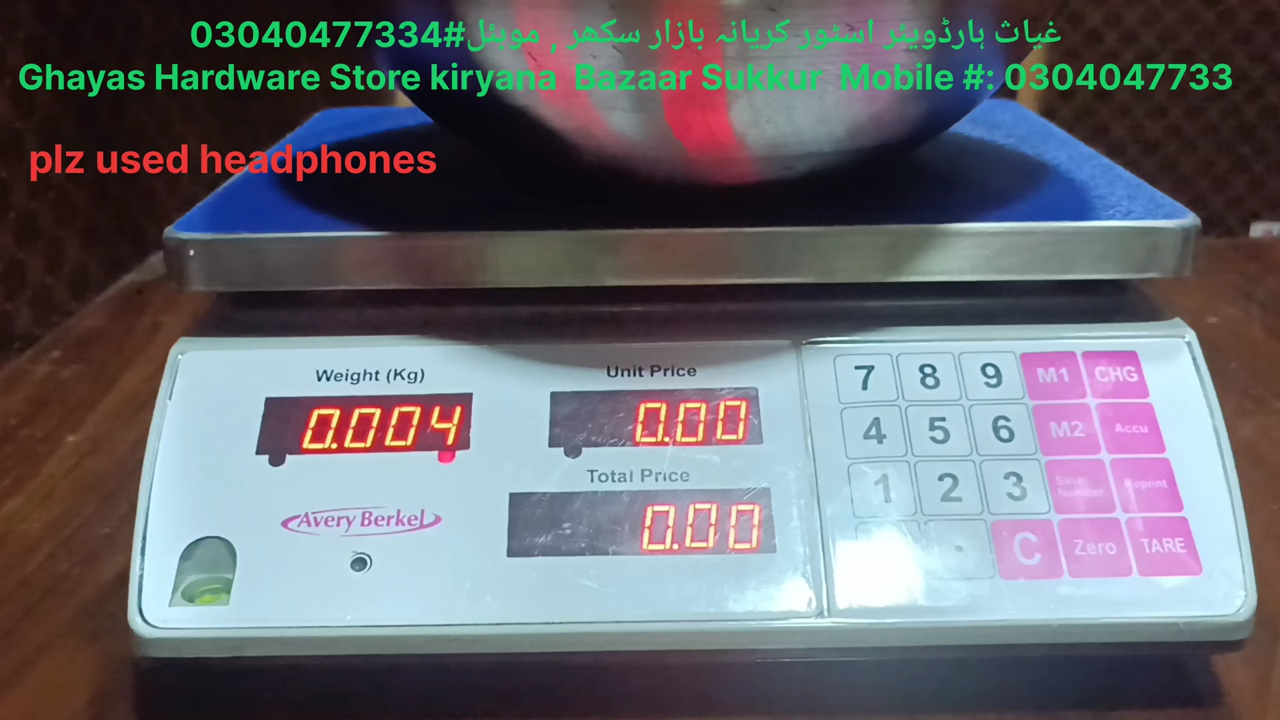 غیاث ہارڈویئر اسٹور کریانہ بازار سکھر , موبئل#03040477334
Ghayas Hardware Store kiryana Bazaar Sukkur Mobile #: 0304047733
plz used headphones
Weight (Kg)
0.004
Unit Price
0.00
Total Price
0.00
Avery Berkel
7 8 9 M1 CHG
4 5 6 M2 Accu
1 2 3 Number Reprint
. C Zero TARE